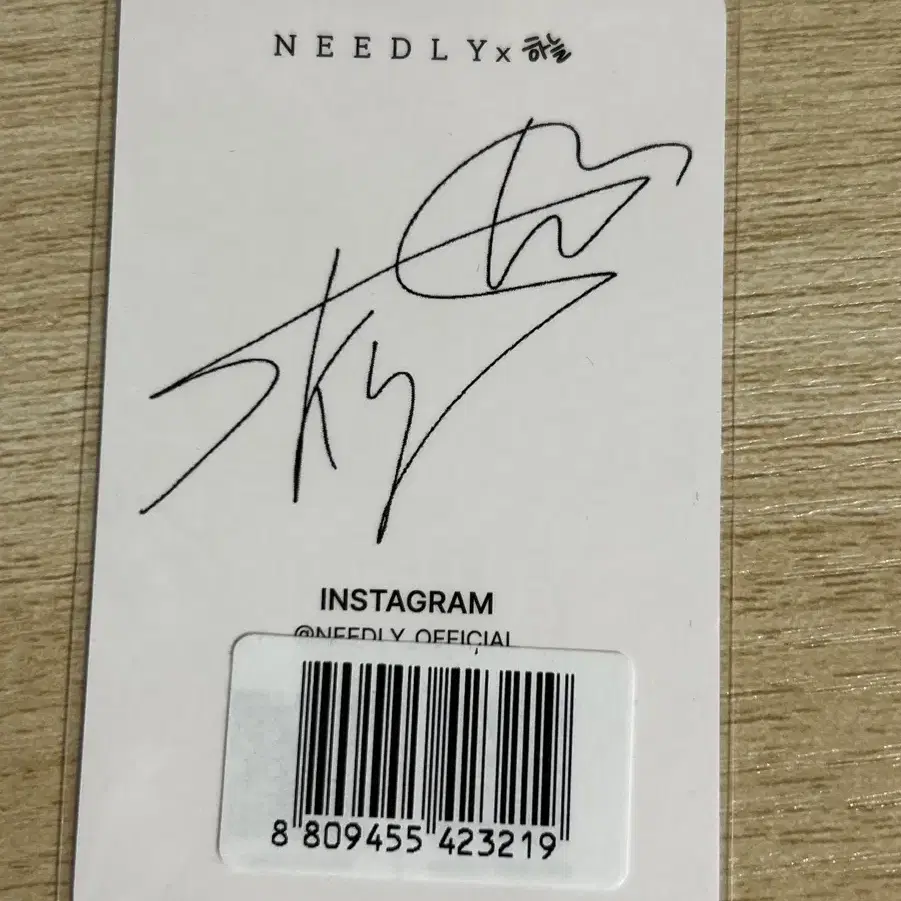 NEEDLY x 하늘
sky
INSTAGRAM
@NEEDLY_OFFICIAL
8 809455 423219